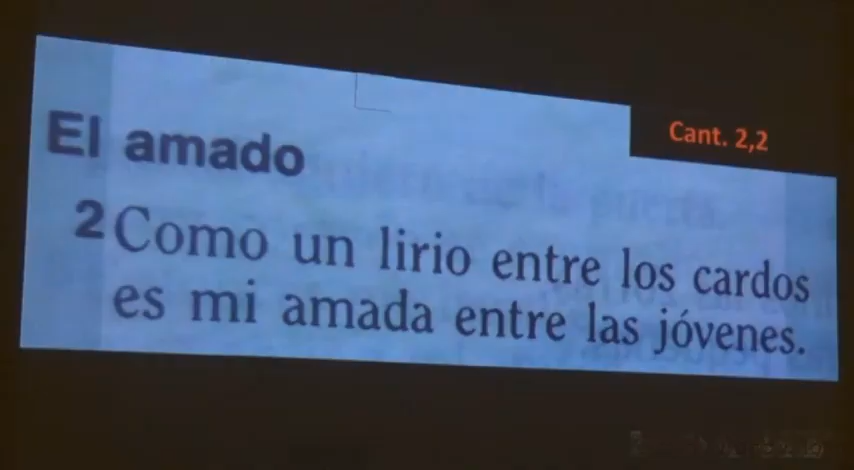 Cant. 2,2
El amado
2 Como un lirio entre los cardos
es mi amada entre las jóvenes.